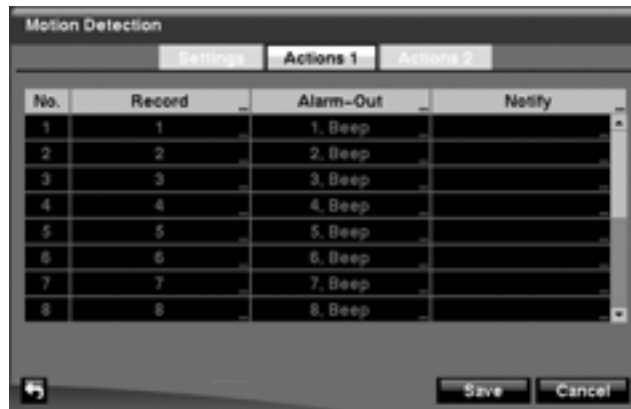 Motion Detection
Settings Actions 1 Actions 2
No. Record Alarm-Out Notify
1 1 1, Beep
2 2 2, Beep
3 3 3, Beep
4 4 4, Beep
5 5 5, Beep
6 6 6, Beep
7 7 7, Beep
8 8 8, Beep
Save Cancel